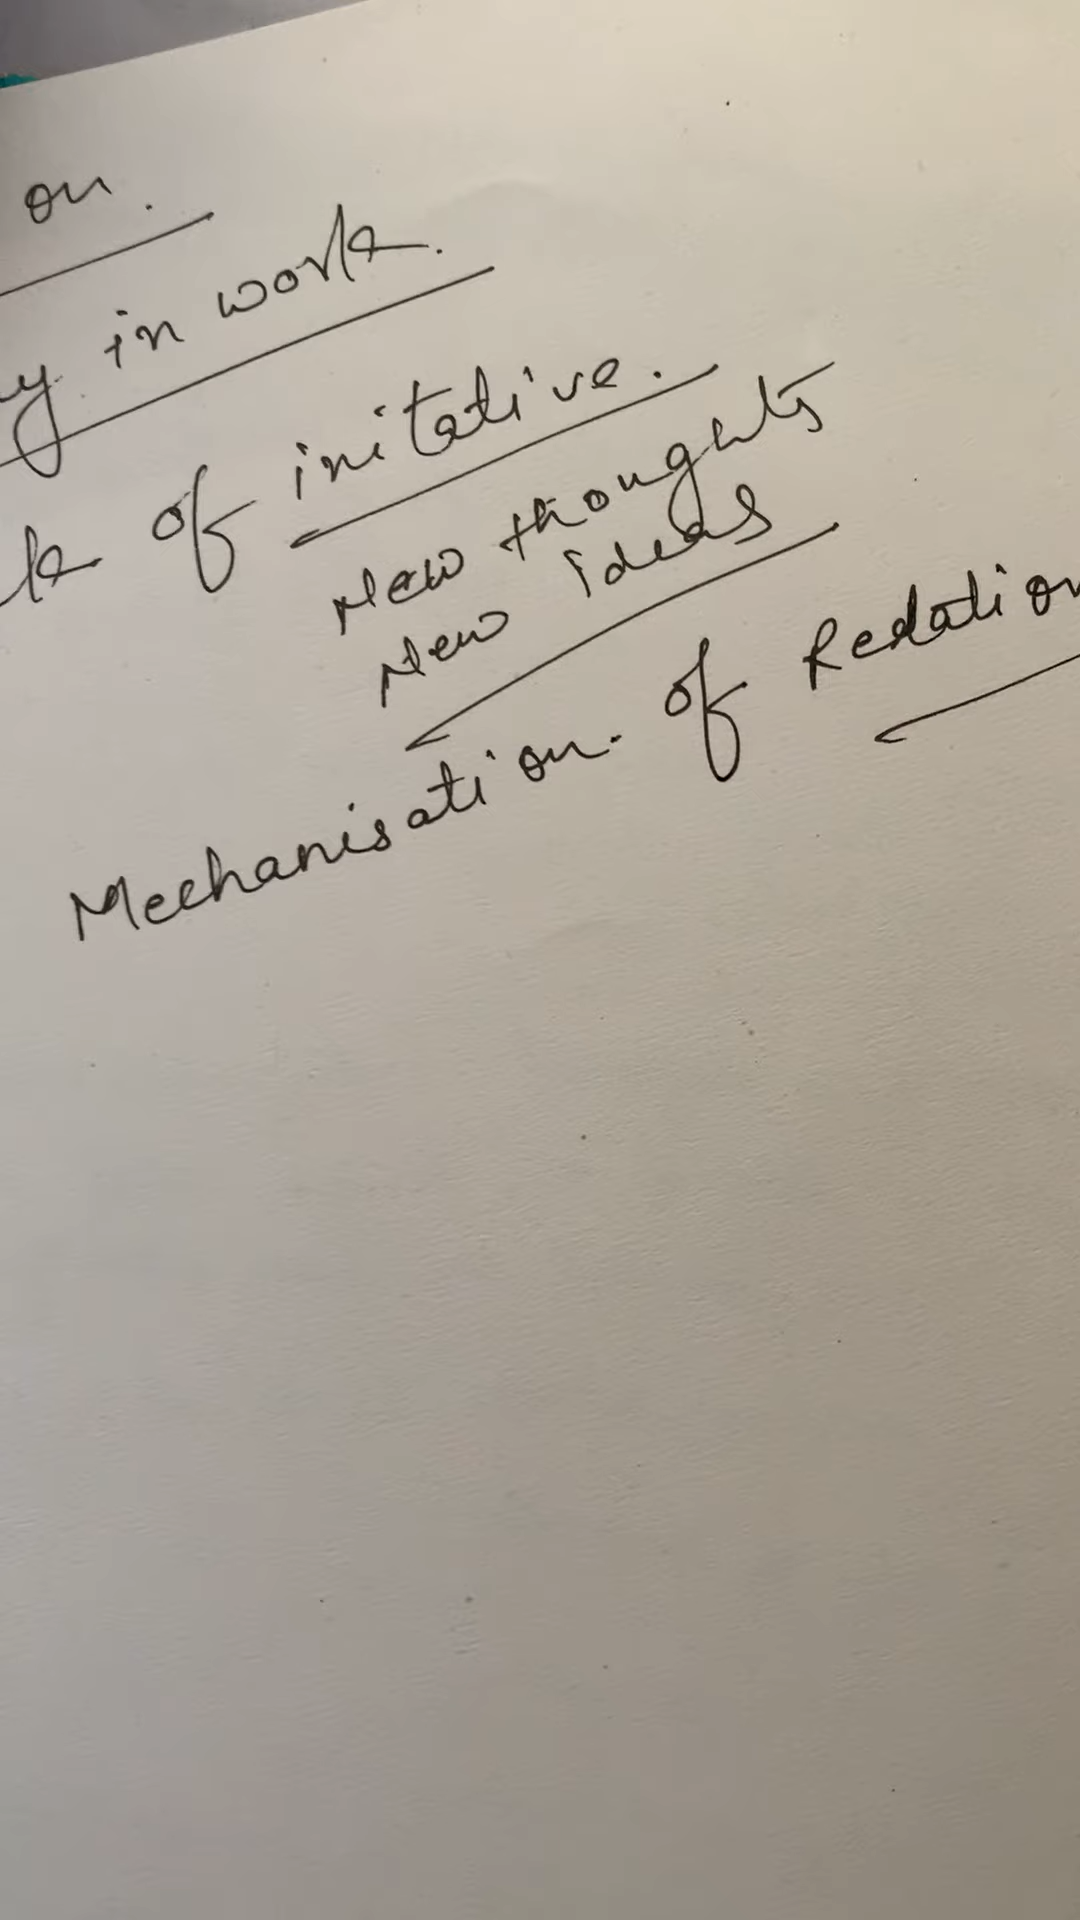 on.
y in work.
k of initative.
New thoughts
New ideas
Mechanisation of Relation